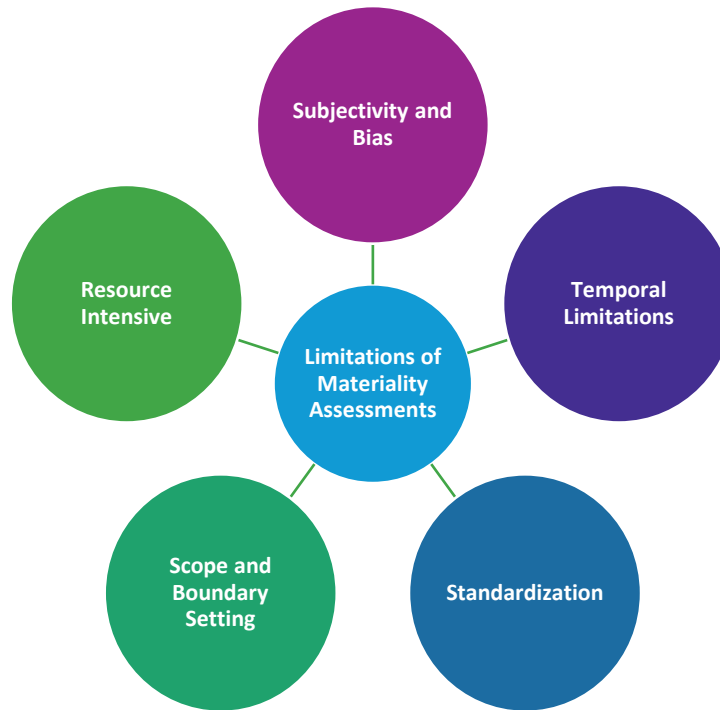 Subjectivity and
Bias
Resource
Intensive
Temporal
Limitations
Limitations of
Materiality
Assessments
Scope and
Boundary
Setting
Standardization